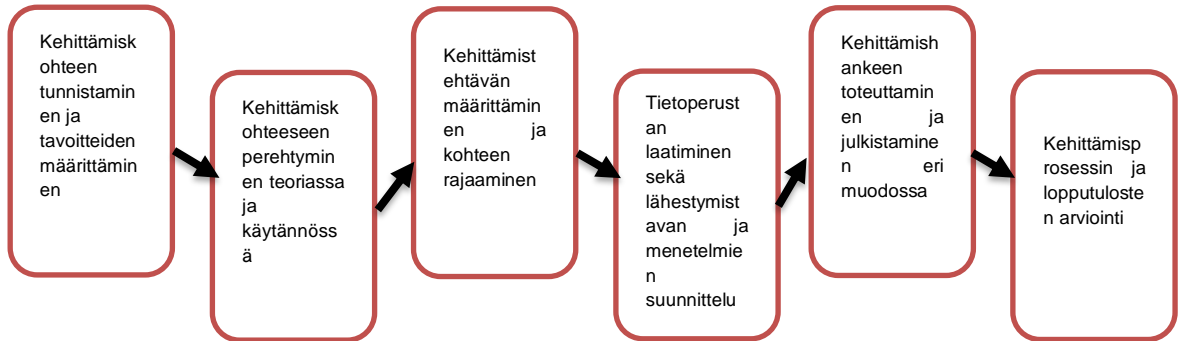 Kehittämisk
ohteen
tunnistamin
en ja
tavoitteiden
määrittämin
en
Kehittämisk
ohteeseen
perehtymin
en teoriassa
ja
käytännöss
ä
Kehittämist
ehtävän
määrittämin
en ja
kohteen
rajaaminen
Tietoperust
an
laatiminen
sekä
lähestymist
avan ja
menetelmie
n
suunnittelu
Kehittämish
ankeen
toteuttamin
en ja
julkistamine
n eri
muodossa
Kehittämisp
rosessin ja
lopputuloste
n arviointi